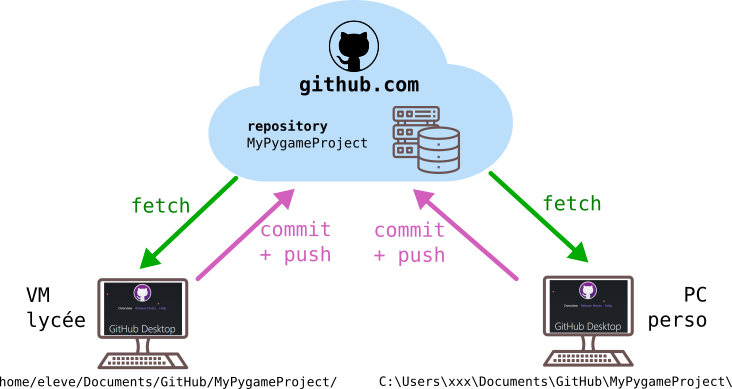 github.com
repository
MyPygameProject
fetch
fetch
commit
+ push
commit
+ push
VM
lycée
PC
perso
GitHub Desktop
GitHub Desktop
home/eleve/Documents/GitHub/MyPygameProject/
C:\Users\xxx\Documents\GitHub\MyPygameProject\